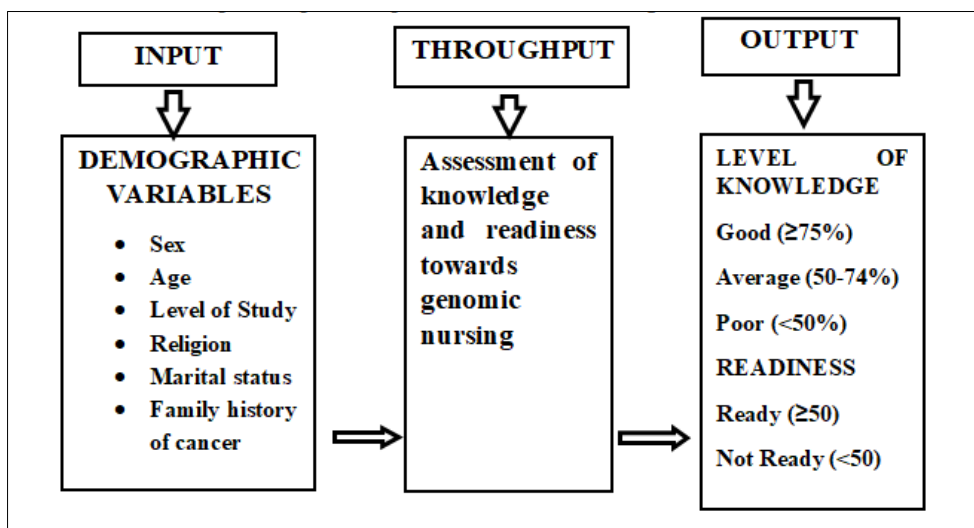 INPUT
DEMOGRAPHIC
VARIABLES
• Sex
• Age
• Level of Study
• Religion
• Marital status
• Family history
of cancer
THROUGHPUT
Assessment of
knowledge
and readiness
towards
genomic
nursing
OUTPUT
LEVEL OF
KNOWLEDGE
Good (≥75%)
Average (50-74%)
Poor (<50%)
READINESS
Ready (≥50)
Not Ready (<50)